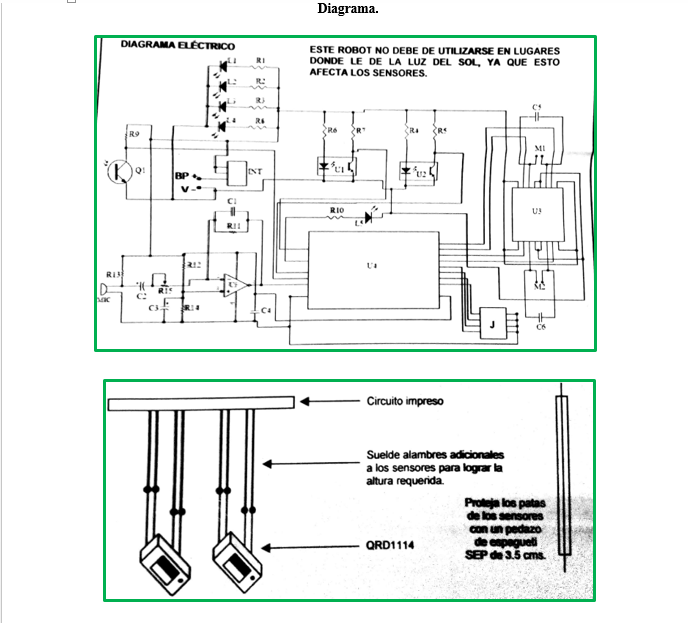 Diagrama.
DIAGRAMA ELÉCTRICO
ESTE ROBOT NO DEBE DE UTILIZARSE EN LUGARES
DONDE LE DE LA LUZ DEL SOL, YA QUE ESTO
AFECTA LOS SENSORES.
L1 R1
L2 R2
L3 R3
L4 R4
R9
Q1
BP
V-
INT
R6 R7
U1
R4 R5
U2
C5
M1
U3
M2
C6
C1
R11
R10
L5
U4
J
R13
MIC
C2
R15
C3
R12
R14
C4
Circuito impreso
Suelde alambres adicionales
a los sensores para lograr la
altura requerida.
QRD1114
Proteja los patas
de los sensores
con un pedazo
de espagueti
SEP de 3.5 cms.